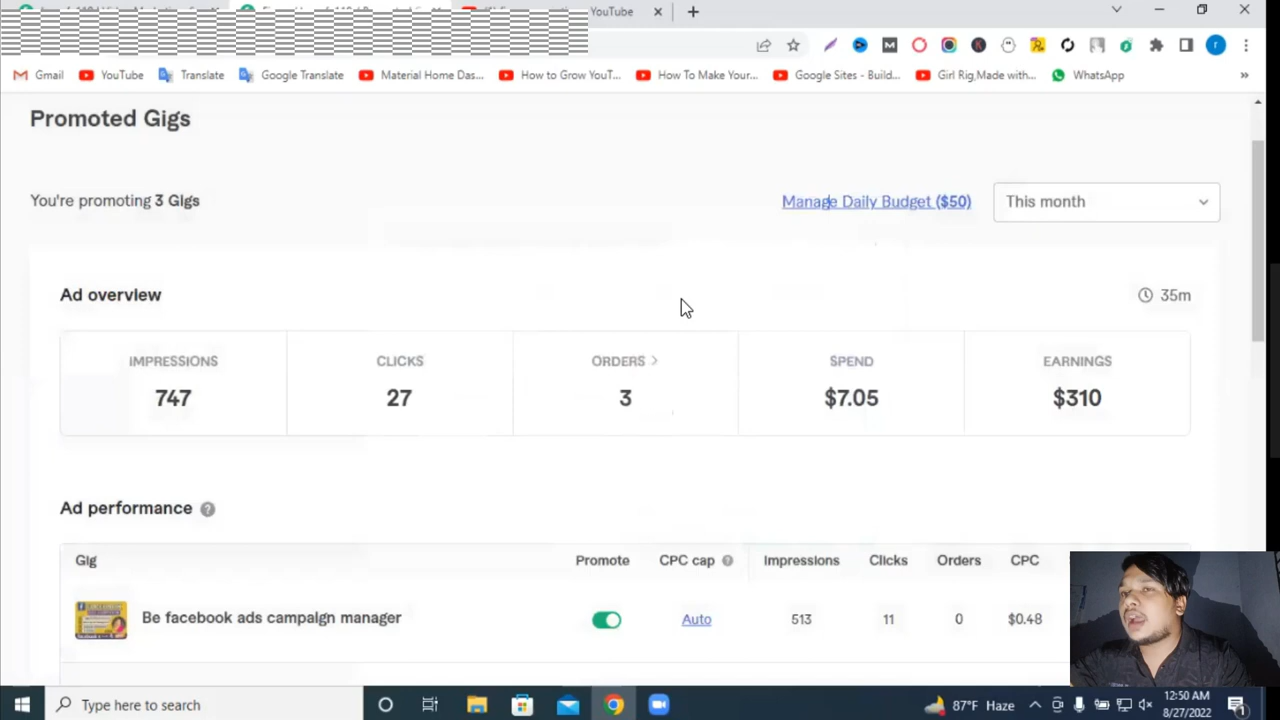 YouTube
Gmail YouTube Translate Google Translate Material Home Das... How to Grow YouT... How To Make Your... Google Sites - Build... Girl Rig,Made with... WhatsApp »
Promoted Gigs
You're promoting 3 Gigs Manage Daily Budget ($50) This month
Ad overview 35m
IMPRESSIONS CLICKS ORDERS SPEND EARNINGS
747 27 3 $7.05 $310
Ad performance
Gig Promote CPC cap Impressions Clicks Orders CPC
Be facebook ads campaign manager Auto 513 11 0 $0.48
Type here to search 87°F Haze 12:50 AM
8/27/2022